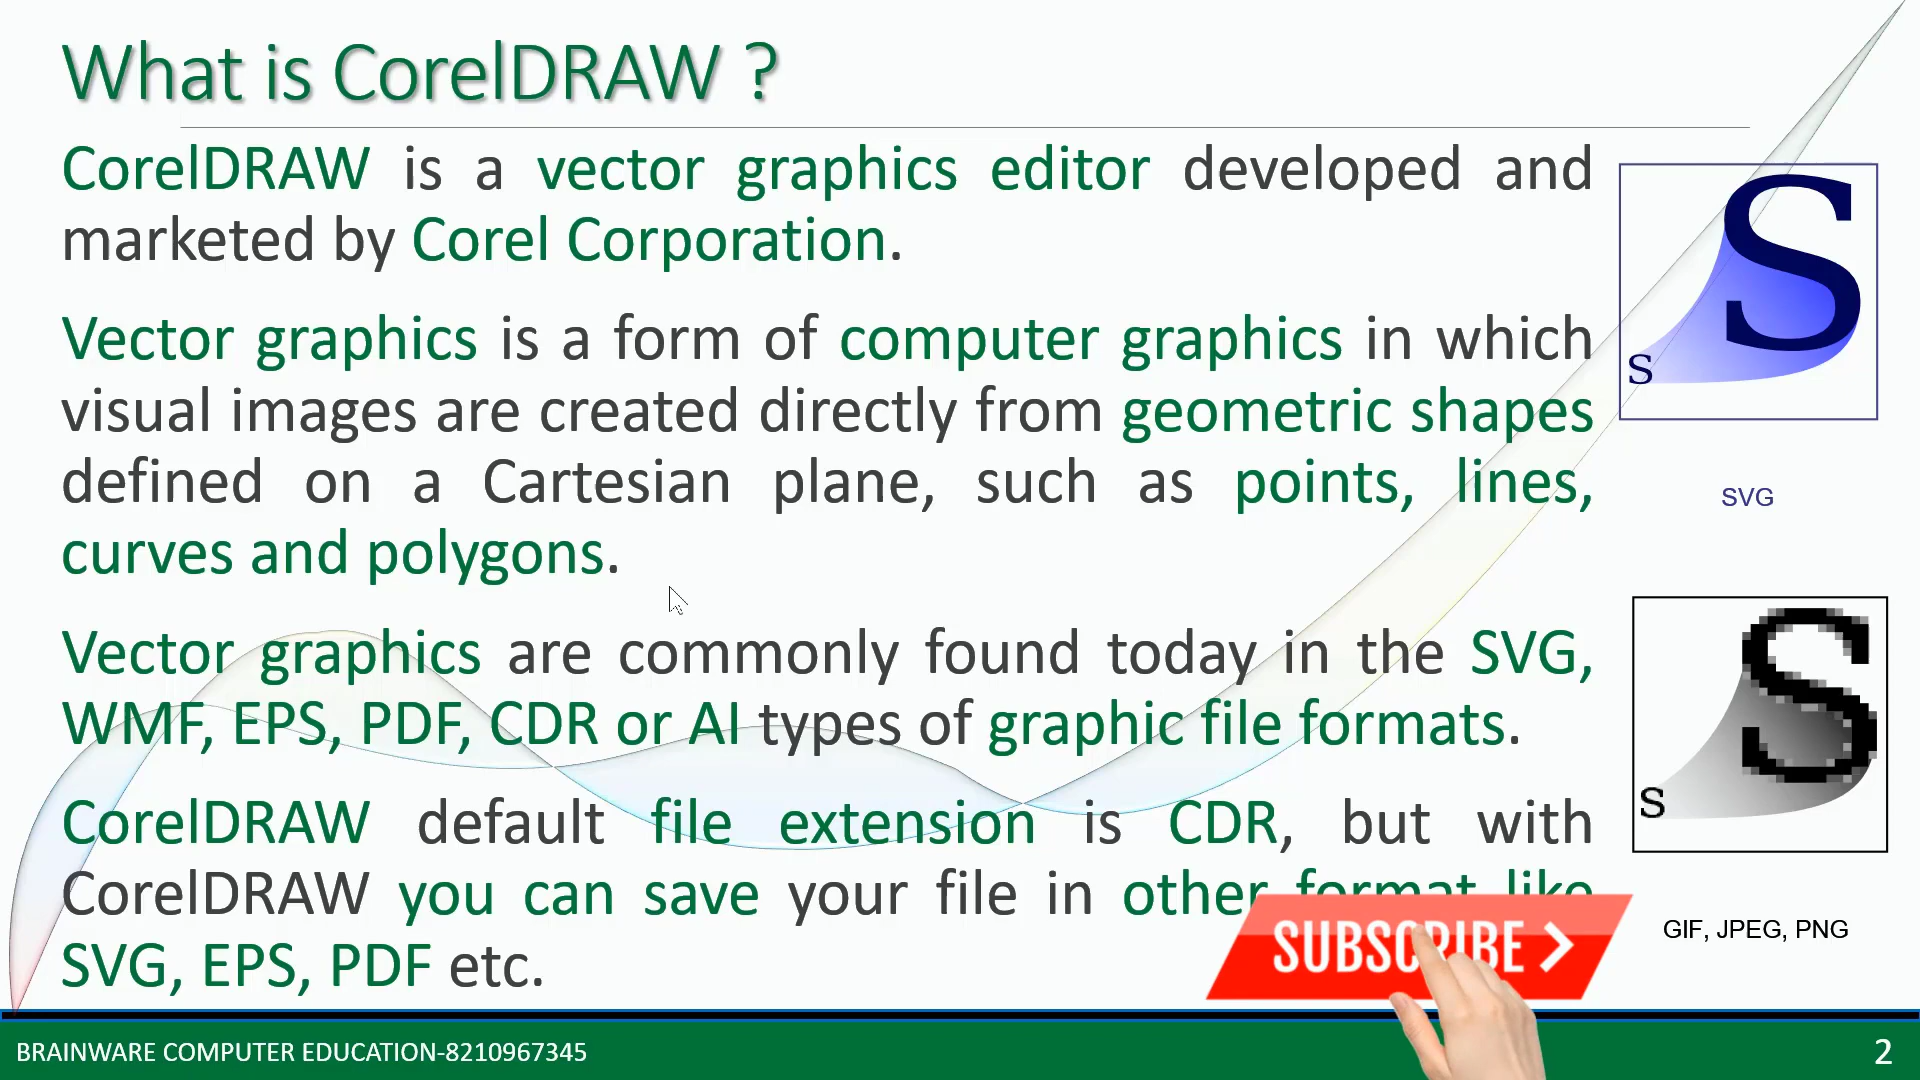 What is CorelDRAW ?
CorelDRAW is a vector graphics editor developed and
marketed by Corel Corporation.
Vector graphics is a form of computer graphics in which
visual images are created directly from geometric shapes
defined on a Cartesian plane, such as points, lines,
curves and polygons.
Vector graphics are commonly found today in the SVG,
WMF, EPS, PDF, CDR or AI types of graphic file formats.
CorelDRAW default file extension is CDR, but with
CorelDRAW you can save your file in other format like
SVG, EPS, PDF etc.
S
S
SVG
S
S
GIF, JPEG, PNG
SUBSCRIBE
BRAINWARE COMPUTER EDUCATION-8210967345
2